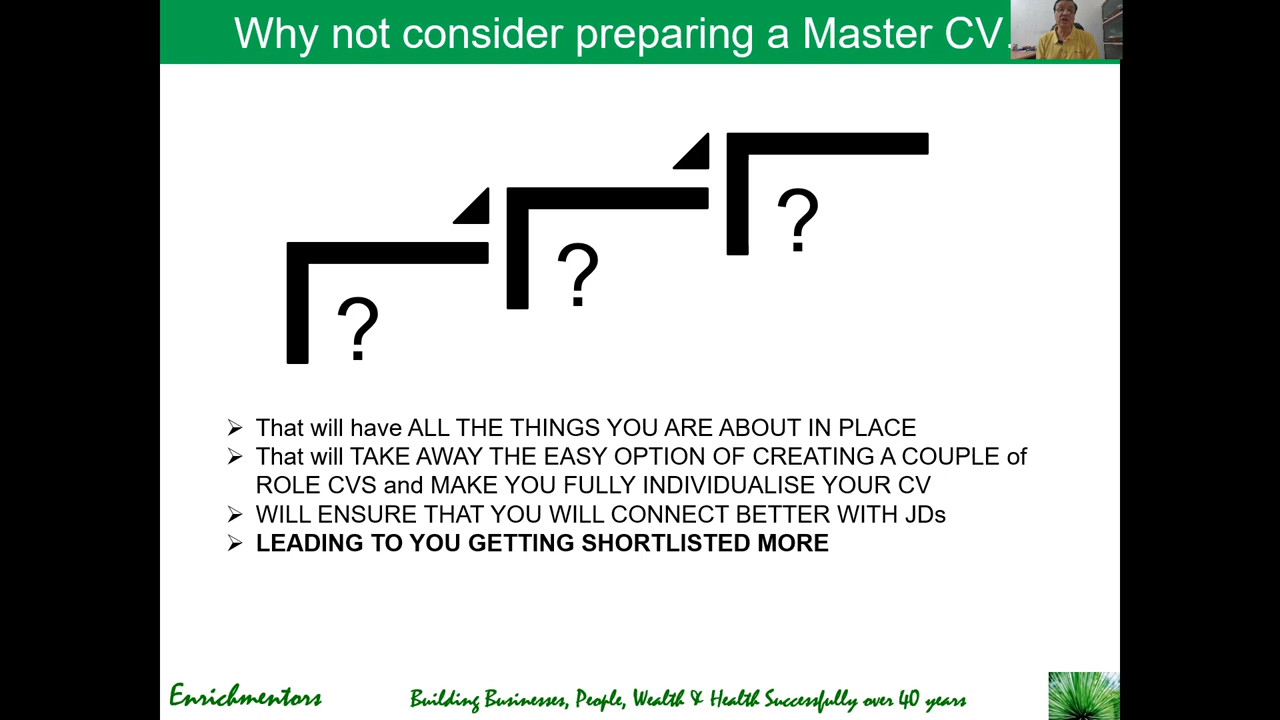 Why not consider preparing a Master CV.
?
?
?
➢ That will have ALL THE THINGS YOU ARE ABOUT IN PLACE
➢ That will TAKE AWAY THE EASY OPTION OF CREATING A COUPLE of
ROLE CVS and MAKE YOU FULLY INDIVIDUALISE YOUR CV
➢ WILL ENSURE THAT YOU WILL CONNECT BETTER WITH JDs
➢ LEADING TO YOU GETTING SHORTLISTED MORE
Enrichmentors
Building Businesses, People, Wealth & Health Successfully over 40 years